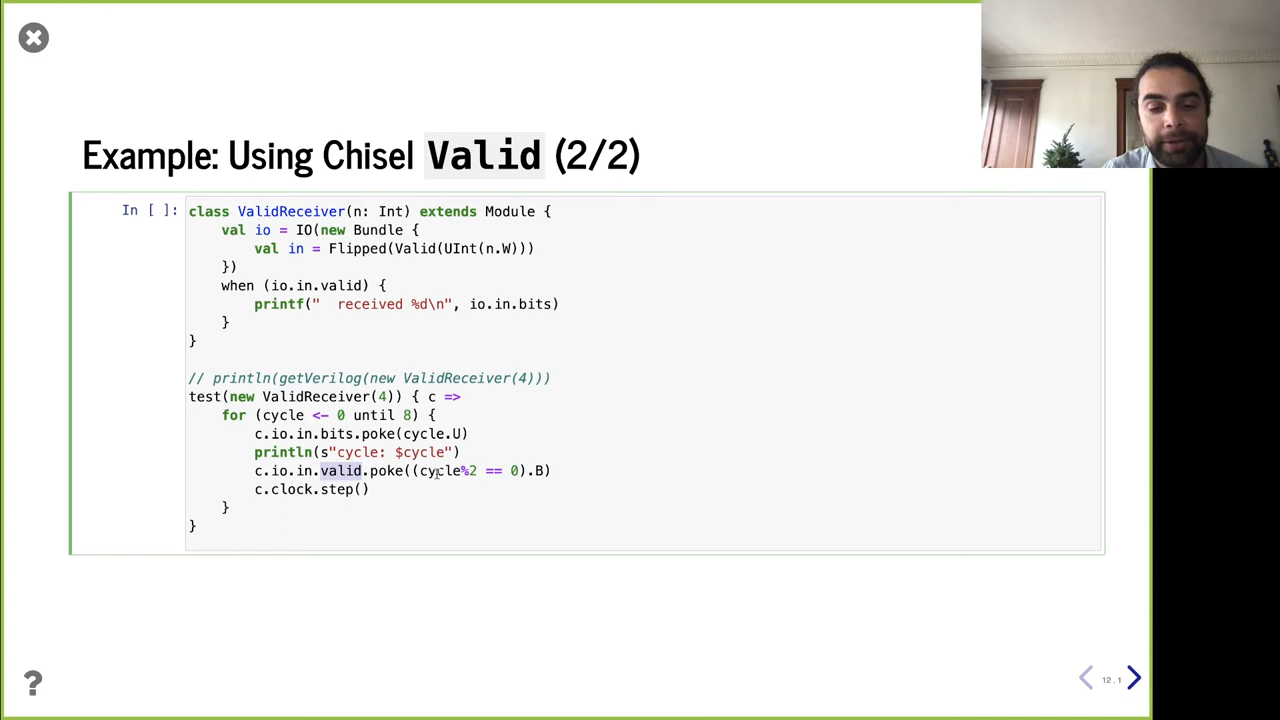 Example: Using Chisel Valid (2/2)
In [ ]:
class ValidReceiver(n: Int) extends Module {
    val io = IO(new Bundle {
        val in = Flipped(Valid(UInt(n.W)))
    })
    when (io.in.valid) {
        printf("  received %d\n", io.in.bits)
    }
}
// println(getVerilog(new ValidReceiver(4)))
test(new ValidReceiver(4)) { c =>
    for (cycle <- 0 until 8) {
        c.io.in.bits.poke(cycle.U)
        println(s"cycle: $cycle")
        c.io.in.valid.poke((cycle%2 == 0).B)
        c.clock.step()
    }
}
?
12.1